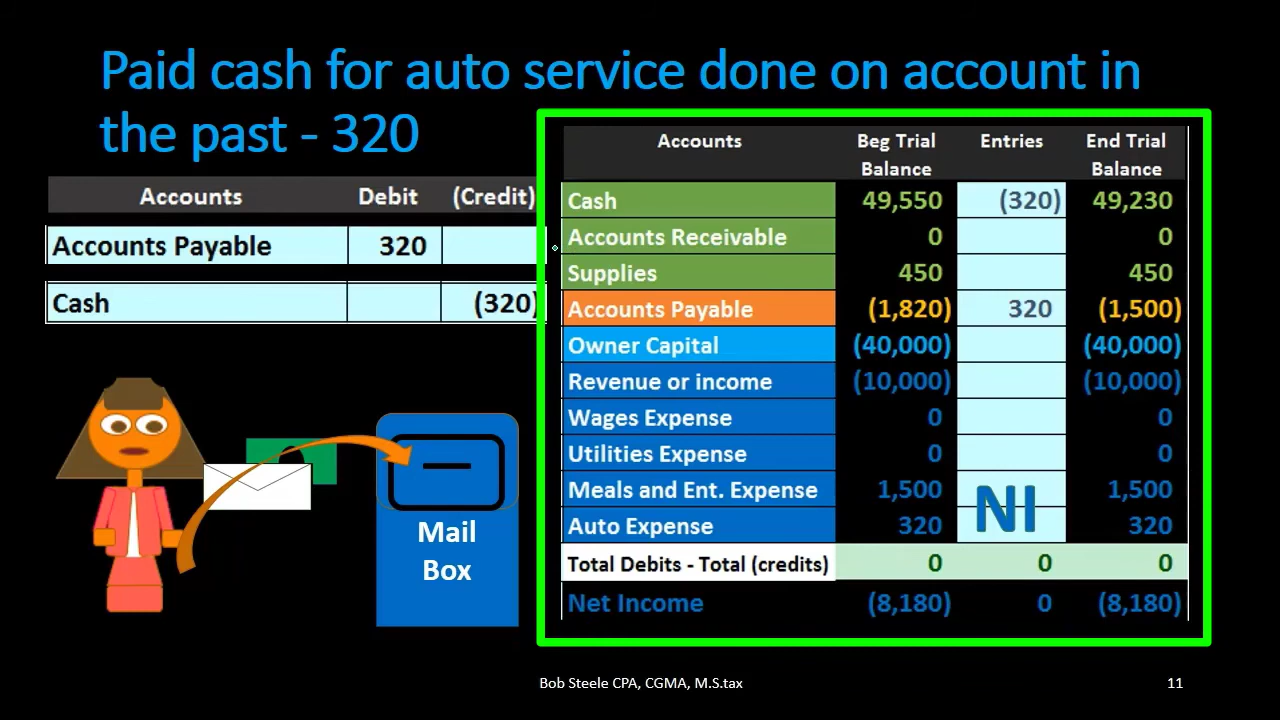 Paid cash for auto service done on account in
the past - 320
Accounts Debit (Credit)
Accounts Payable 320
Cash (320)
Mail
Box
Accounts Beg Trial Balance Entries End Trial Balance
Cash 49,550 (320) 49,230
Accounts Receivable 0 0
Supplies 450 450
Accounts Payable (1,820) 320 (1,500)
Owner Capital (40,000) (40,000)
Revenue or income (10,000) (10,000)
Wages Expense 0 0
Utilities Expense 0 0
Meals and Ent. Expense 1,500 NI 1,500
Auto Expense 320 320
Total Debits - Total (credits) 0 0 0
Net Income (8,180) 0 (8,180)
Bob Steele CPA, CGMA, M.S.tax 11